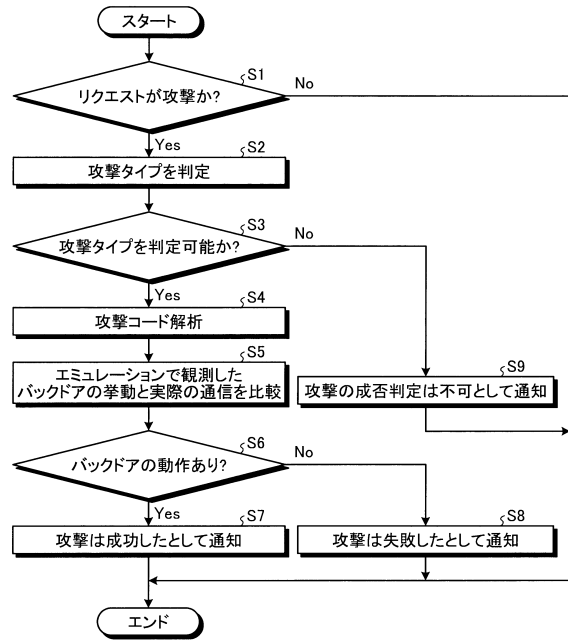 スタート
S1
リクエストが攻撃か?
No
Yes
S2
攻撃タイプを判定
S3
攻撃タイプを判定可能か?
No
Yes
S4
攻撃コード解析
S5
エミュレーションで観測した
バックドアの挙動と実際の通信を比較
S9
攻撃の成否判定は不可として通知
S6
バックドアの動作あり?
No
Yes
S7
攻撃は成功したとして通知
S8
攻撃は失敗したとして通知
エンド